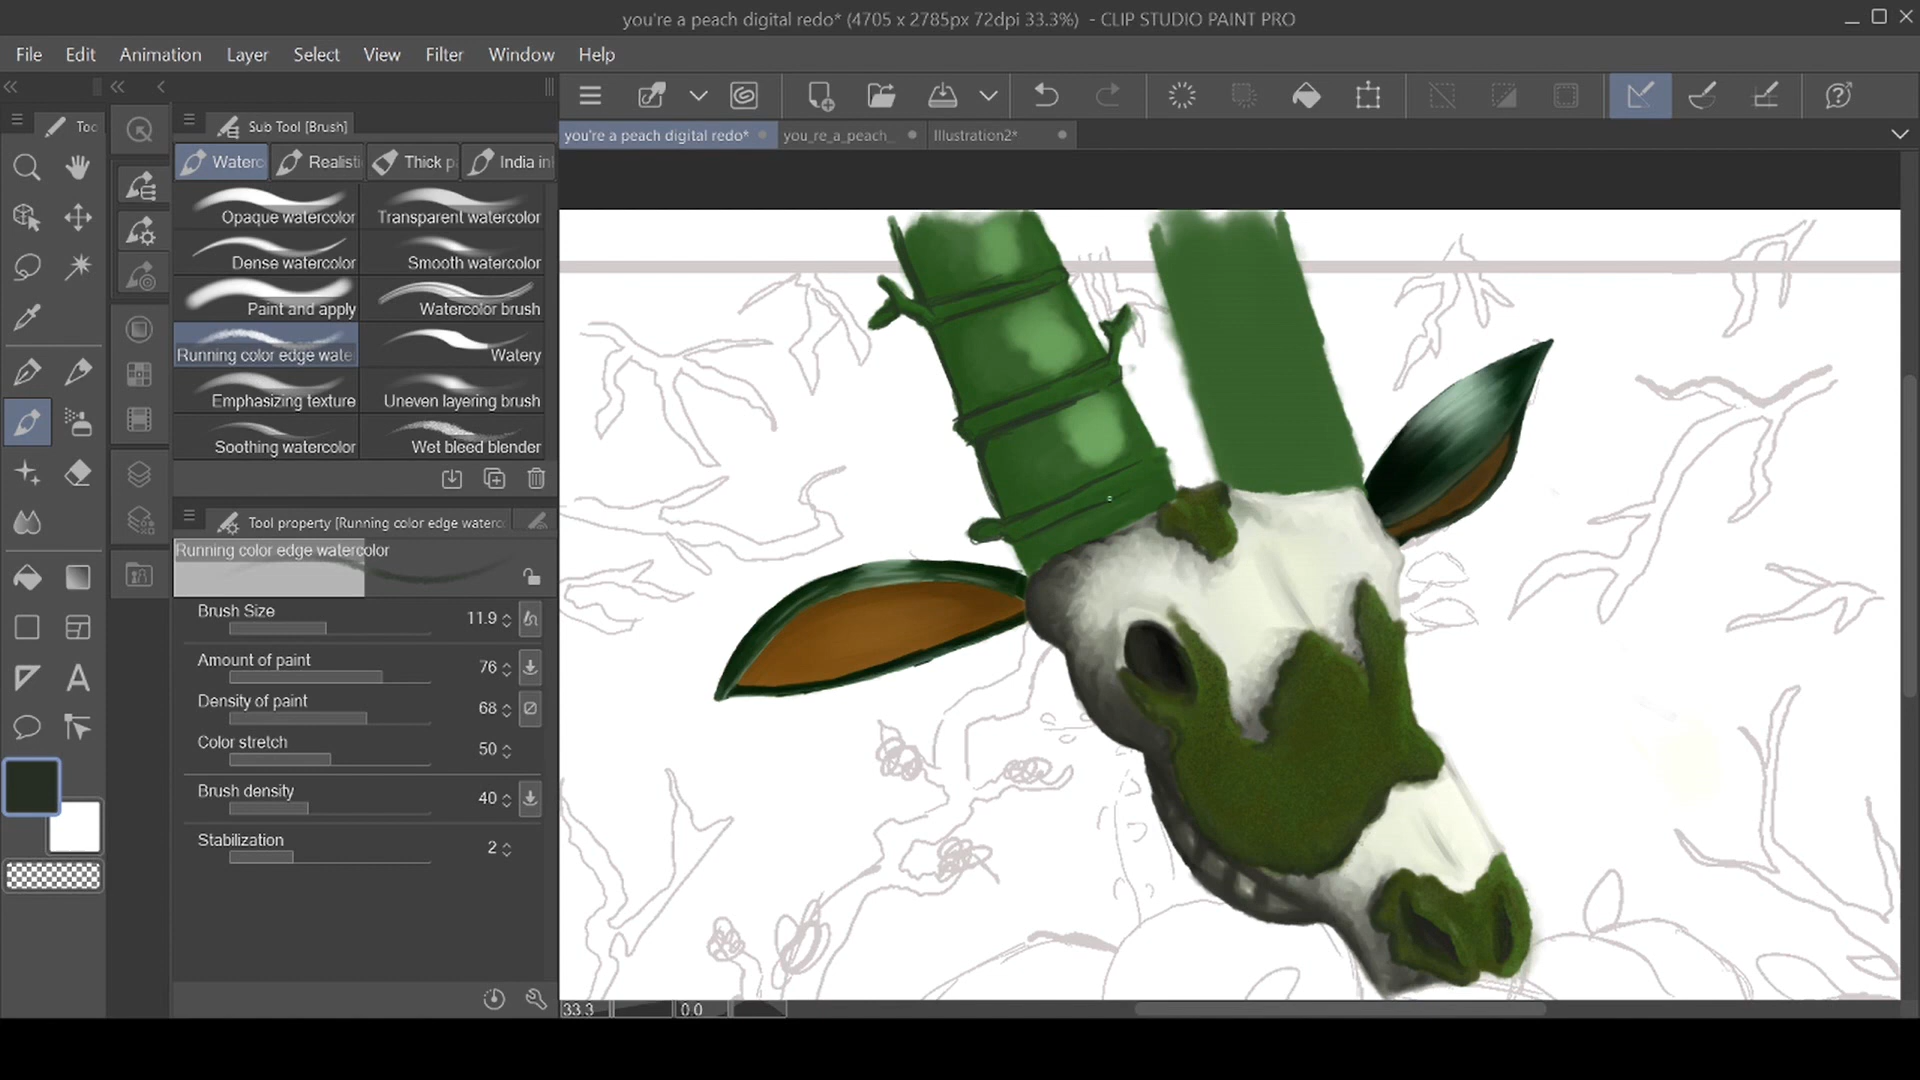 you're a peach digital redo* (4705 x 2785px 72dpi 33.3%) - CLIP STUDIO PAINT PRO
File Edit Animation Layer Select View Filter Window Help
Too
Sub Tool [Brush]
you're a peach digital redo* you_re_a_peach_ Illustration2*
Waterc Realisti Thick p India in
Opaque watercolor Transparent watercolor
Dense watercolor Smooth watercolor
Paint and apply Watercolor brush
Running color edge wate Watery
Emphasizing texture Uneven layering brush
Soothing watercolor Wet bleed blender
Tool property [Running color edge waterc
Running color edge watercolor
Brush Size 11.9
Amount of paint 76
Density of paint 68
Color stretch 50
Brush density 40
Stabilization 2
A
33.3 0.0